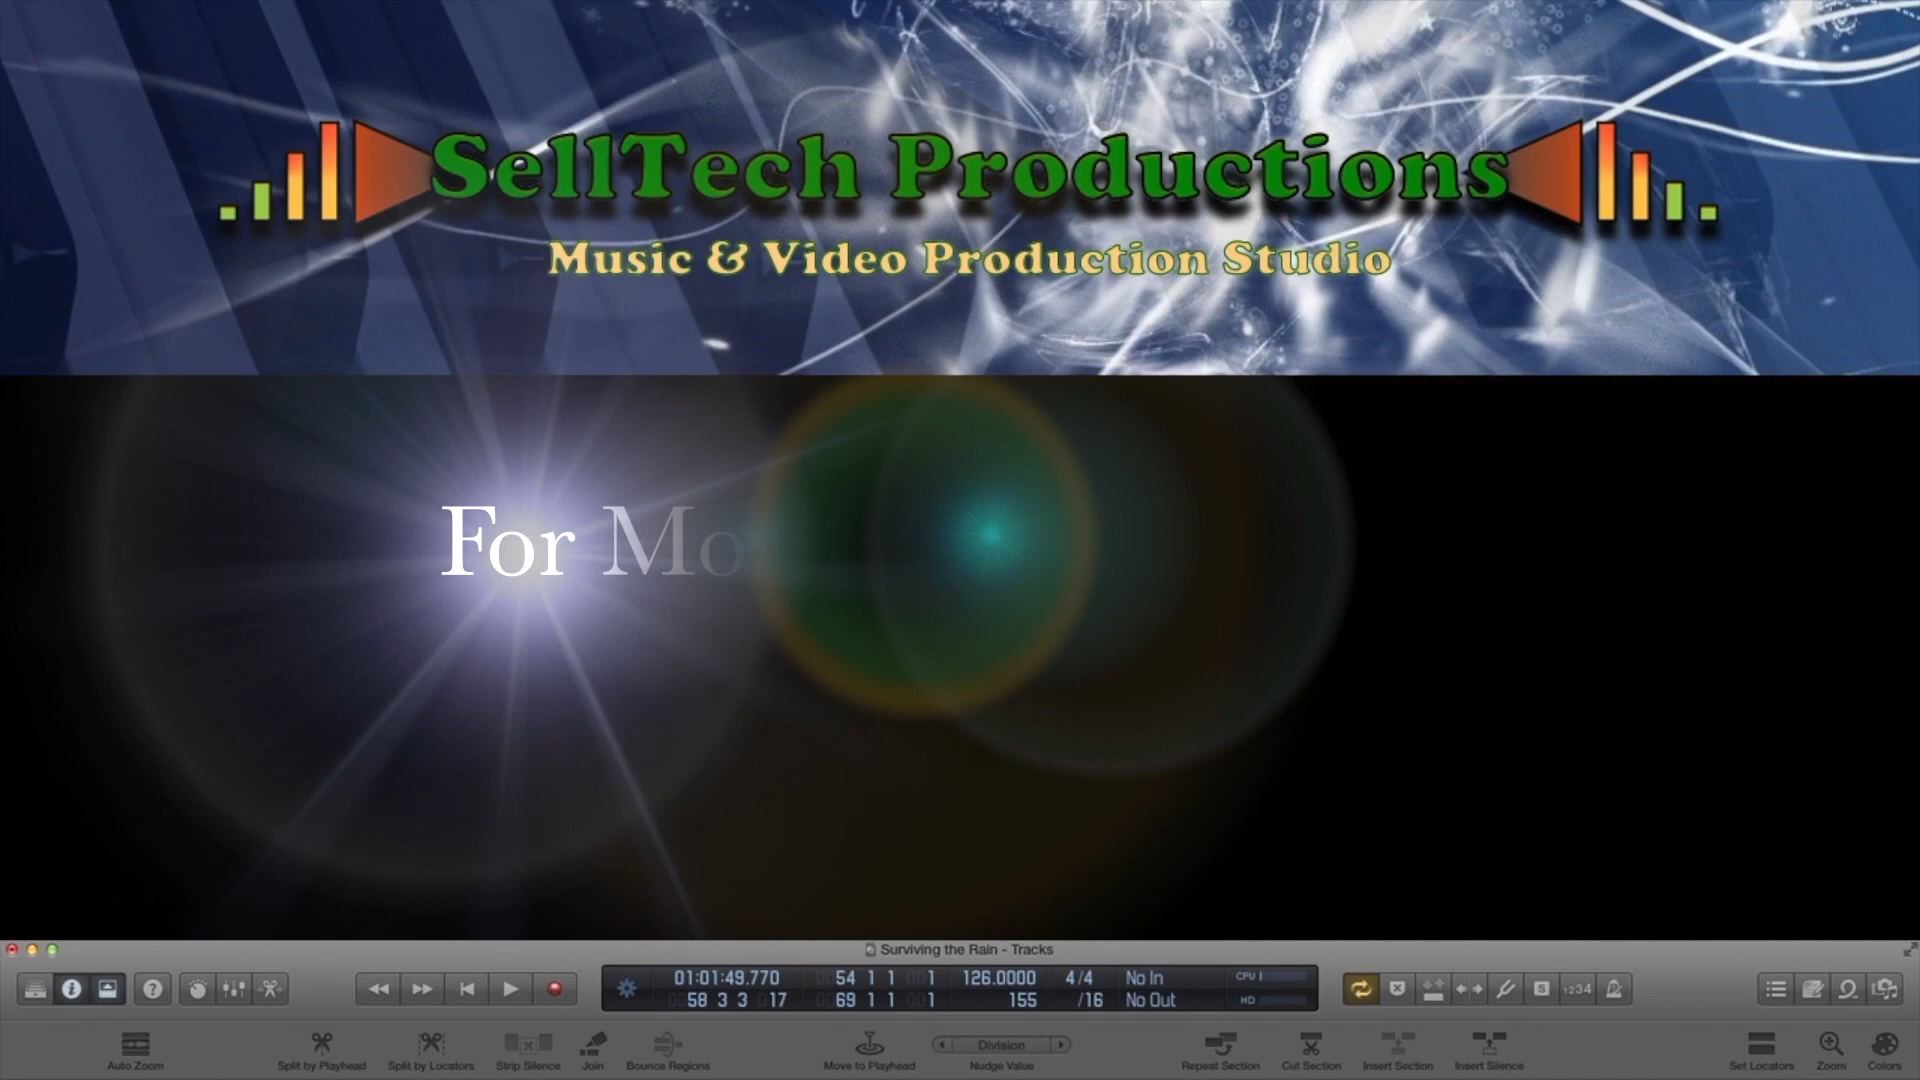 SellTech Productions
Music & Video Production Studio
For Mo
Surviving the Rain - Tracks
01:01:49.770 54 1 1 1 126.0000 4/4 No In CPU
58 3 3 17 69 1 1 1 155 /16 No Out HD
1234
Division
Auto Zoom Split by Playhead Split by Locators Strip Silence Join Bounce Regions Move to Playhead Nudge Value Repeat Section Cut Section Insert Section Insert Silence Set Locators Zoom Colors